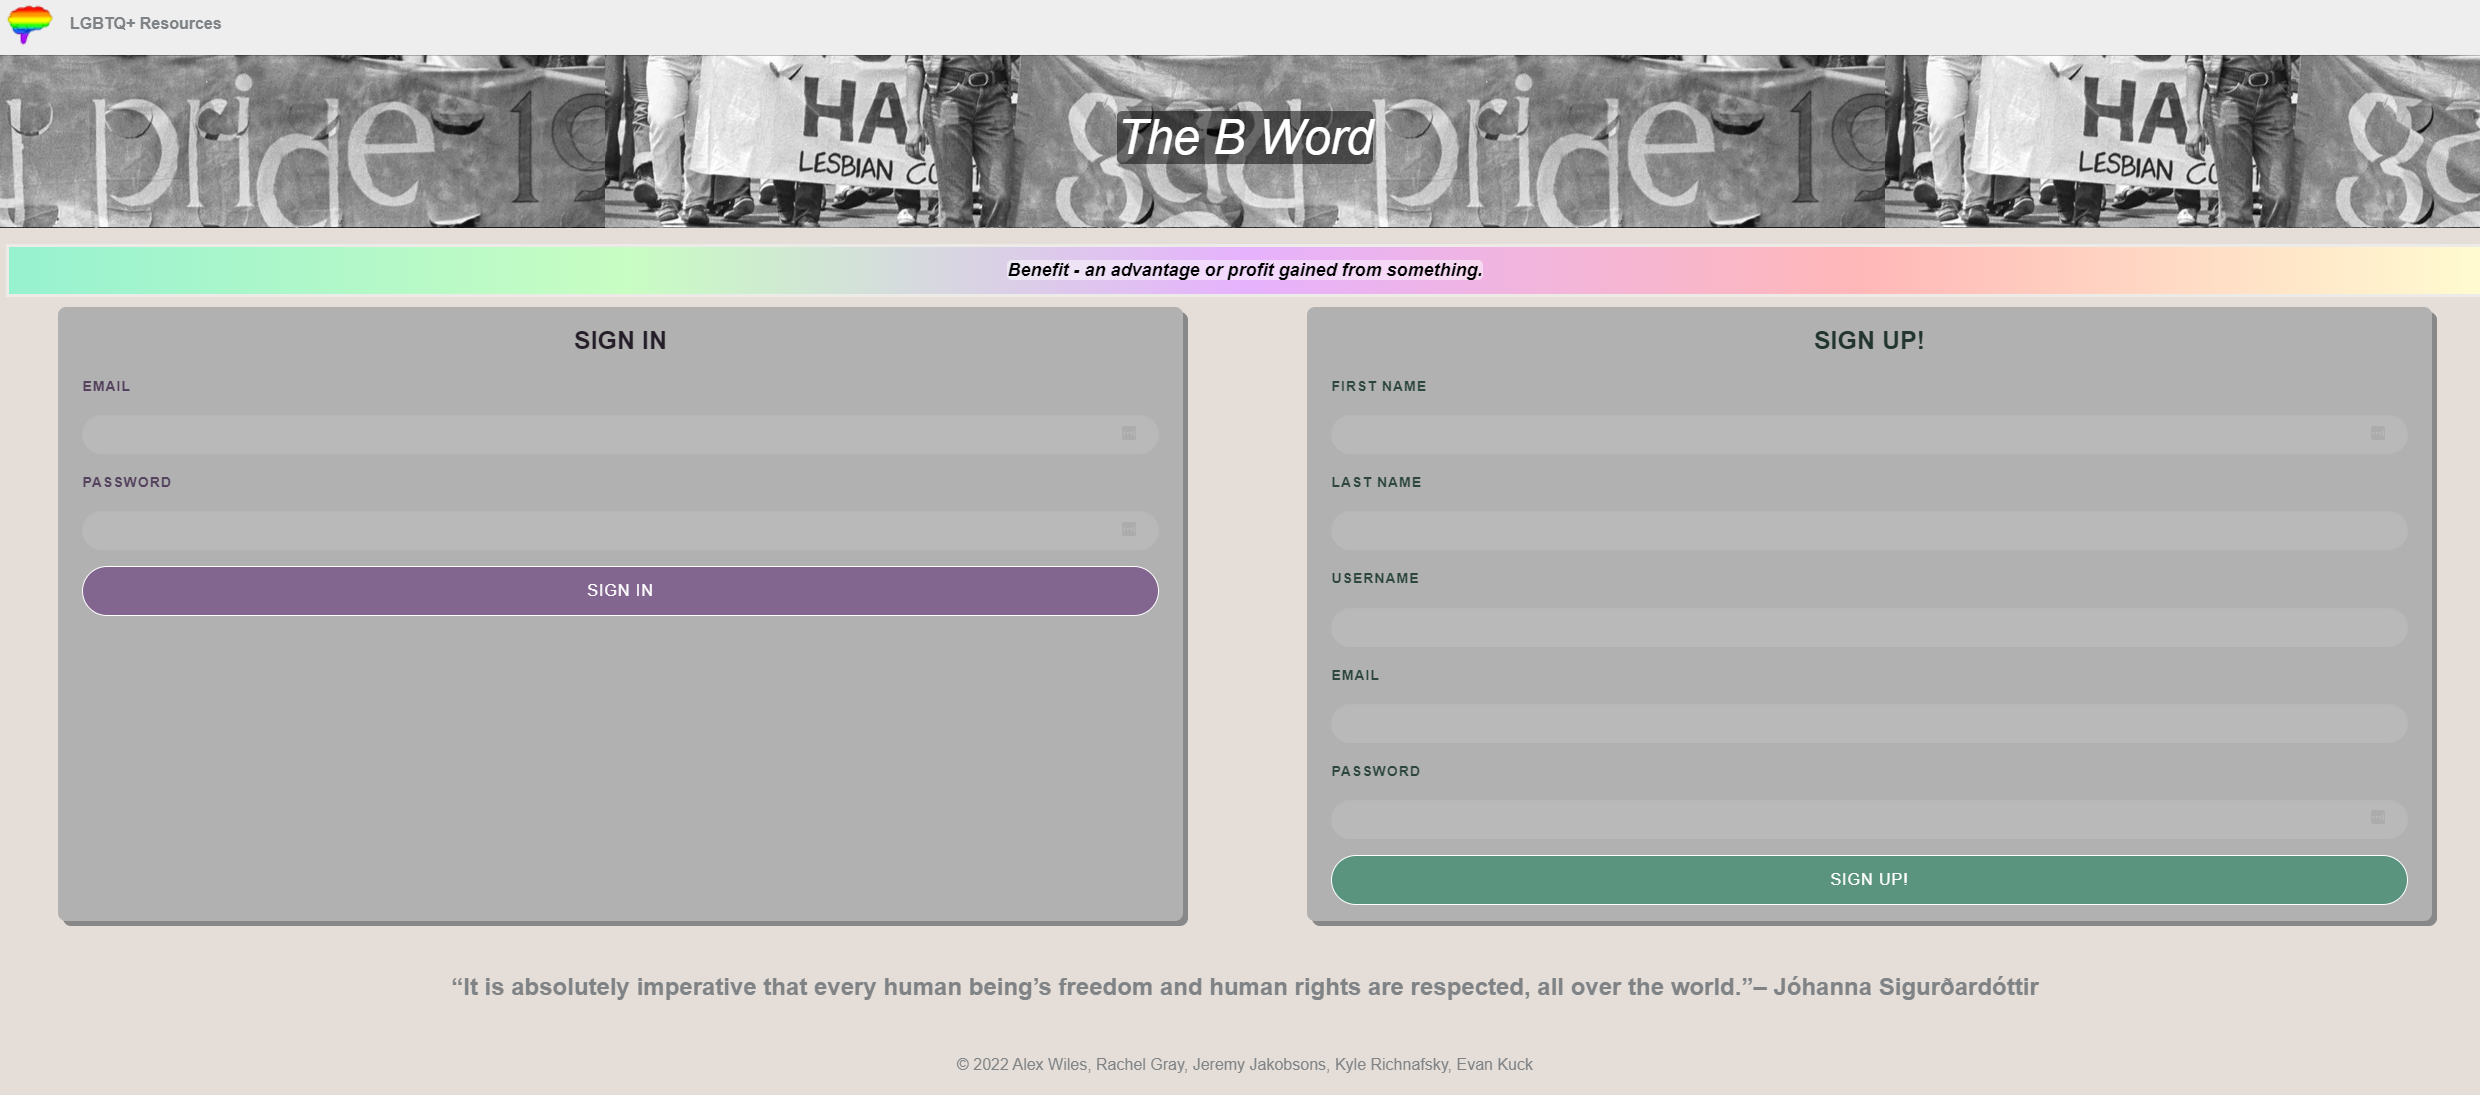 LGBTQ+ Resources
y pride 19
HA
LESBIAN CO
gay pride 19
HA
LESBIAN CO
ga
The B Word
Benefit - an advantage or profit gained from something.
SIGN IN
EMAIL
PASSWORD
SIGN IN
SIGN UP!
FIRST NAME
LAST NAME
USERNAME
EMAIL
PASSWORD
SIGN UP!
“It is absolutely imperative that every human being’s freedom and human rights are respected, all over the world.”– Jóhanna Sigurðardóttir
© 2022 Alex Wiles, Rachel Gray, Jeremy Jakobsons, Kyle Richnafsky, Evan Kuck